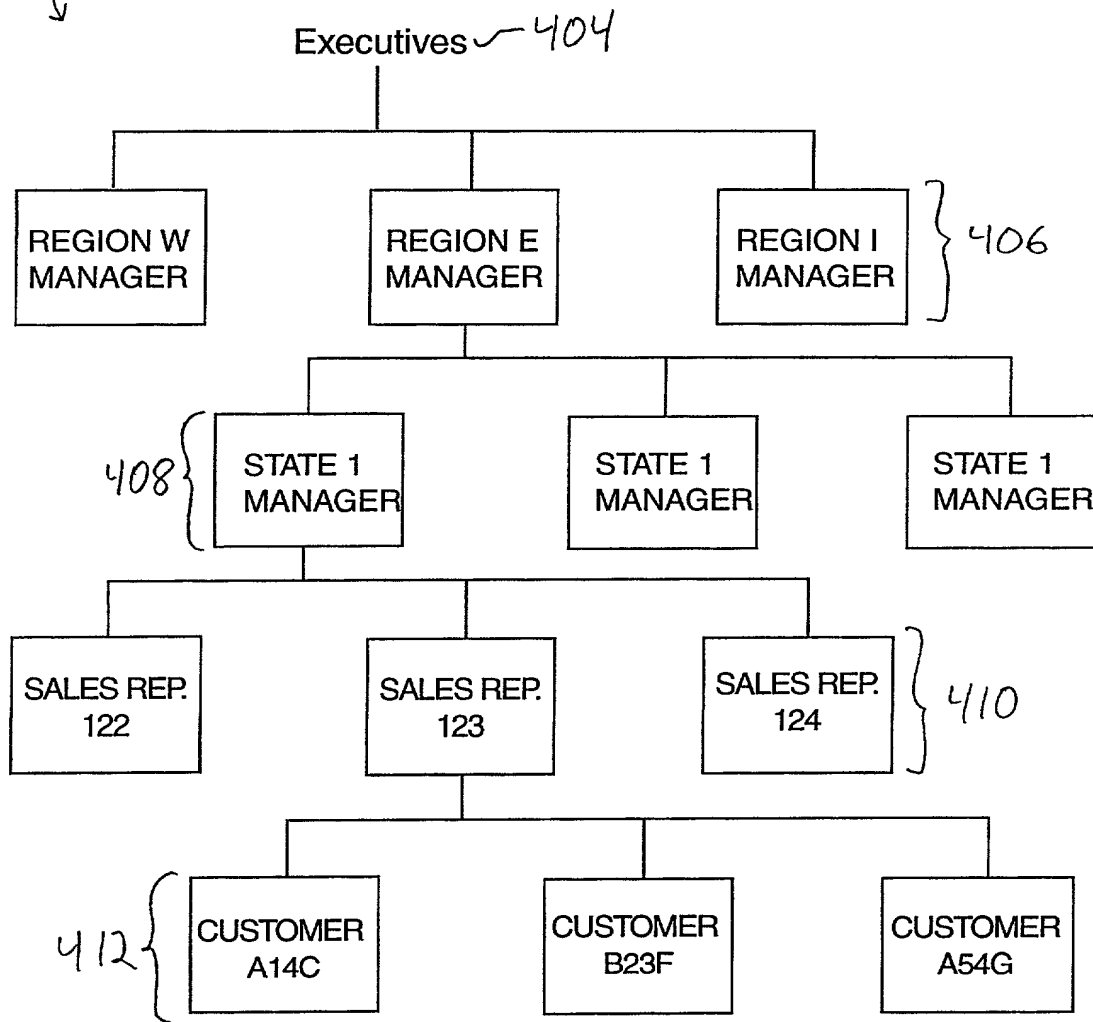 Executives 404
REGION W
MANAGER
REGION E
MANAGER
REGION I
MANAGER
406
408
STATE 1
MANAGER
STATE 1
MANAGER
STATE 1
MANAGER
SALES REP.
122
SALES REP.
123
SALES REP.
124
410
412
CUSTOMER
A14C
CUSTOMER
B23F
CUSTOMER
A54G